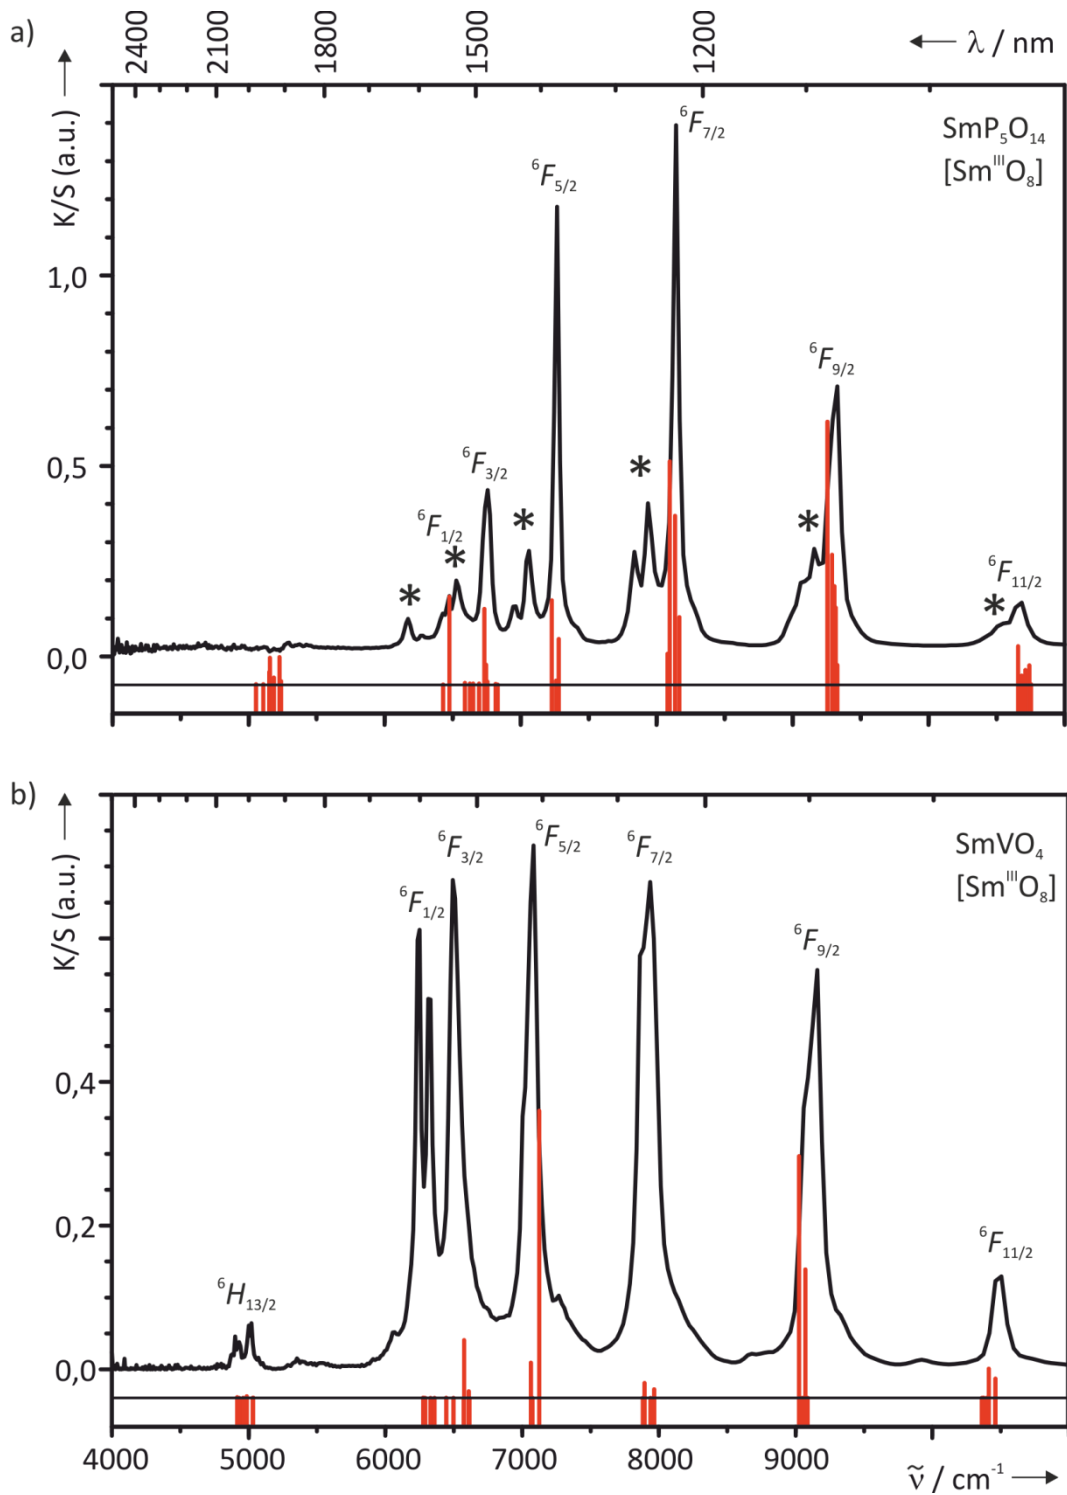 a)
2400 2100 1800 1500 1200
← λ / nm
K/S (a.u.) →
SmP₅O₁₄
[SmᴵᴵᴵO₈]
⁶F₇/₂
⁶F₅/₂
1,0
⁶F₉/₂
⁶F₃/₂
0,5
*
*
⁶F₁/₂
*
*
⁶F₁₁/₂
*
*
0,0
b)
K/S (a.u.) →
SmVO₄
[SmᴵᴵᴵO₈]
⁶F₃/₂ ⁶F₅/₂ ⁶F₇/₂
⁶F₁/₂
⁶F₉/₂
0,4
0,2
⁶F₁₁/₂
⁶H₁₃/₂
0,0
4000 5000 6000 7000 8000 9000
ν̃ / cm⁻¹ →